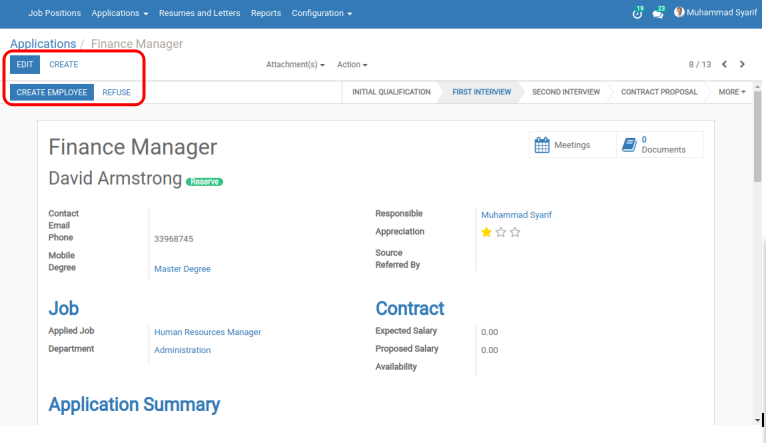 Job Positions Applications Resumes and Letters Reports Configuration 19 23 Muhammad Syarif
Applications / Finance Manager
EDIT CREATE Attachment(s) Action 8 / 13
CREATE EMPLOYEE REFUSE INITIAL QUALIFICATION FIRST INTERVIEW SECOND INTERVIEW CONTRACT PROPOSAL MORE
Finance Manager
Meetings
0
Documents
David Armstrong Reserve
Contact
Email
Phone 33968745
Mobile
Degree Master Degree
Responsible Muhammad Syarif
Appreciation
Source
Referred By
Job
Applied Job Human Resources Manager
Department Administration
Contract
Expected Salary 0.00
Proposed Salary 0.00
Availability
Application Summary